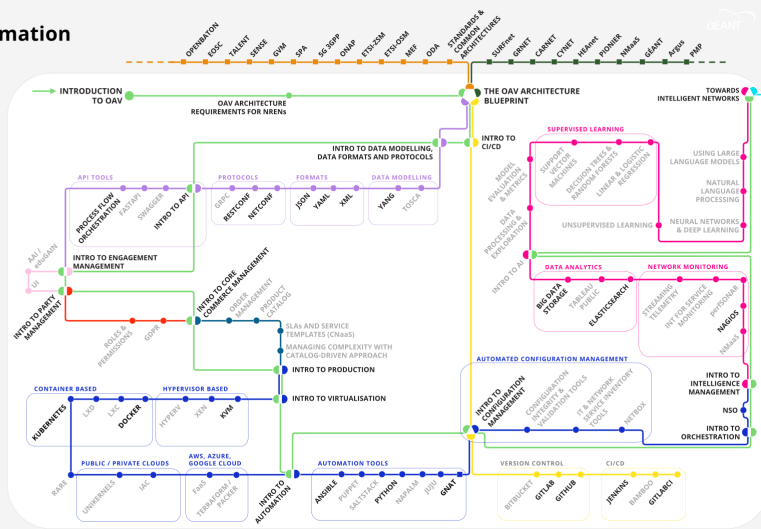 mation
GÉANT
OPENBATON
EOSC
TALENT
SENSE
GVM
SPA
5G 3GPP
ONAP
ETSI-ZSM
ETSI-OSM
MEF
ODA
STANDARDS &
COMMON
ARCHITECTURES
SURFnet
GRNET
CARNET
CYNET
HEAnet
PIONIER
NMaaS
GÉANT
Argus
PMP
INTRODUCTION
TO OAV
OAV ARCHITECTURE
REQUIREMENTS FOR NRENs
THE OAV ARCHITECTURE
BLUEPRINT
TOWARDS
INTELLIGENT NETWORKS
INTRO TO DATA MODELLING,
DATA FORMATS AND PROTOCOLS
INTRO TO
CI/CD
SUPERVISED LEARNING
MODEL
EVALUATION
& METRICS
SUPPORT
VECTOR
MACHINES
DECISION TREES &
RANDOM FORESTS
LINEAR & LOGISTIC
REGRESSION
USING LARGE
LANGUAGE MODELS
NATURAL
LANGUAGE
PROCESSING
NEURAL NETWORKS
& DEEP LEARNING
UNSUPERVISED LEARNING
DATA
PROCESSING &
EXPLORATION
INTRO TO AI
API TOOLS
PROCESS FLOW
ORCHESTRATION
FASTAPI
SWAGGER
INTRO TO API
PROTOCOLS
GRPC
RESTCONF
NETCONF
FORMATS
JSON
YAML
XML
DATA MODELLING
YANG
TOSCA
AAI /
eduGAIN
UI
INTRO TO ENGAGEMENT
MANAGEMENT
INTRO TO PARTY
MANAGEMENT
ROLES &
PERMISSIONS
GDPR
INTRO TO CORE
COMMERCE MANAGEMENT
ORDER
MANAGEMENT
PRODUCT
CATALOG
SLAs AND SERVICE
TEMPLATES (CNaaS)
MANAGING COMPLEXITY WITH
CATALOG-DRIVEN APPROACH
INTRO TO PRODUCTION
INTRO TO VIRTUALISATION
DATA ANALYTICS
BIG DATA
STORAGE
TABLEAU
PUBLIC
ELASTICSEARCH
NETWORK MONITORING
STREAMING
TELEMETRY
INT FOR SERVICE
MONITORING
perfSONAR
NAGIOS
NMaaS
INTRO TO
INTELLIGENCE
MANAGEMENT
NSO
INTRO TO
ORCHESTRATION
AUTOMATED CONFIGURATION MANAGEMENT
INTRO TO
CONFIGURATION
MANAGEMENT
CONFIGURATION
INTEGRITY &
VALIDATION TOOLS
IT & NETWORK
SERVICE INVENTORY
TOOLS
NETBOX
CONTAINER BASED
KUBERNETES
LXD
LXC
DOCKER
HYPERVISOR BASED
HYPERV
XEN
KVM
RARE
PUBLIC / PRIVATE CLOUDS
UNIKERNELS
IAC
AWS, AZURE,
GOOGLE CLOUD
FaaS
TERRAFORM /
PACKER
INTRO TO
AUTOMATION
AUTOMATION TOOLS
ANSIBLE
PUPPET
SALTSTACK
PYTHON
NAPALM
JUJU
GNAT
VERSION CONTROL
BITBUCKET
GITLAB
GITHUB
CI/CD
JENKINS
BAMBOO
GITLABCI